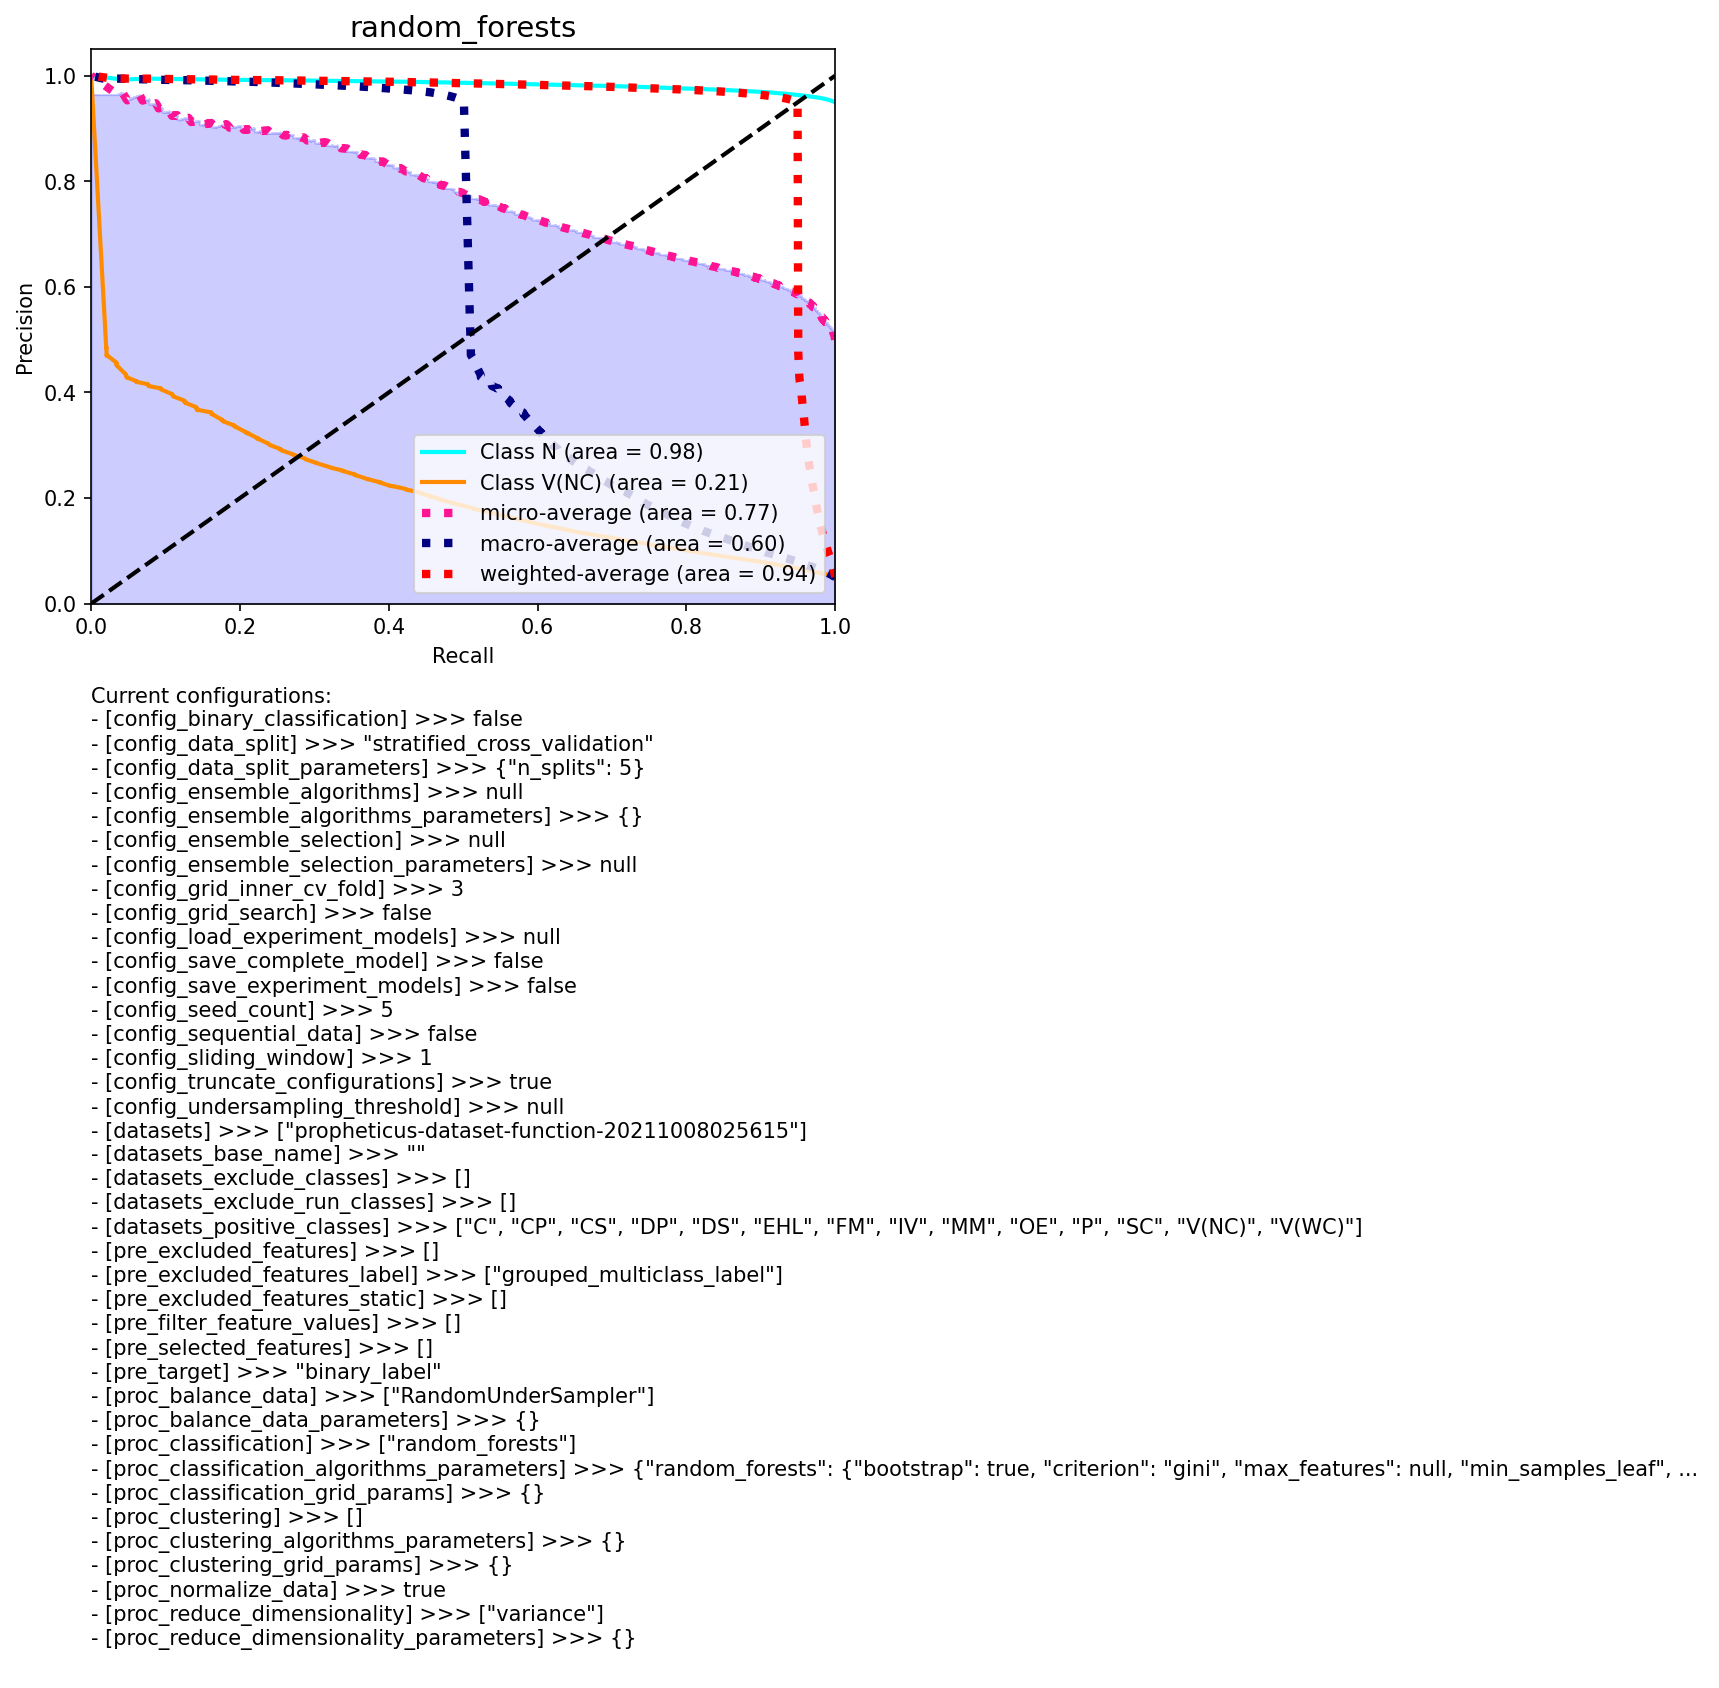 random_forests
1.0
0.8
0.6
0.4
0.2
0.0
Precision
Class N (area = 0.98)
Class V(NC) (area = 0.21)
micro-average (area = 0.77)
macro-average (area = 0.60)
weighted-average (area = 0.94)
0.0 0.2 0.4 0.6 0.8 1.0
Recall
Current configurations:
- [config_binary_classification] >>> false
- [config_data_split] >>> "stratified_cross_validation"
- [config_data_split_parameters] >>> {"n_splits": 5}
- [config_ensemble_algorithms] >>> null
- [config_ensemble_algorithms_parameters] >>> {}
- [config_ensemble_selection] >>> null
- [config_ensemble_selection_parameters] >>> null
- [config_grid_inner_cv_fold] >>> 3
- [config_grid_search] >>> false
- [config_load_experiment_models] >>> null
- [config_save_complete_model] >>> false
- [config_save_experiment_models] >>> false
- [config_seed_count] >>> 5
- [config_sequential_data] >>> false
- [config_sliding_window] >>> 1
- [config_truncate_configurations] >>> true
- [config_undersampling_threshold] >>> null
- [datasets] >>> ["propheticus-dataset-function-20211008025615"]
- [datasets_base_name] >>> ""
- [datasets_exclude_classes] >>> []
- [datasets_exclude_run_classes] >>> []
- [datasets_positive_classes] >>> ["C", "CP", "CS", "DP", "DS", "EHL", "FM", "IV", "MM", "OE", "P", "SC", "V(NC)", "V(WC)"]
- [pre_excluded_features] >>> []
- [pre_excluded_features_label] >>> ["grouped_multiclass_label"]
- [pre_excluded_features_static] >>> []
- [pre_filter_feature_values] >>> []
- [pre_selected_features] >>> []
- [pre_target] >>> "binary_label"
- [proc_balance_data] >>> ["RandomUnderSampler"]
- [proc_balance_data_parameters] >>> {}
- [proc_classification] >>> ["random_forests"]
- [proc_classification_algorithms_parameters] >>> {"random_forests": {"bootstrap": true, "criterion": "gini", "max_features": null, "min_samples_leaf", ...
- [proc_classification_grid_params] >>> {}
- [proc_clustering] >>> []
- [proc_clustering_algorithms_parameters] >>> {}
- [proc_clustering_grid_params] >>> {}
- [proc_normalize_data] >>> true
- [proc_reduce_dimensionality] >>> ["variance"]
- [proc_reduce_dimensionality_parameters] >>> {}